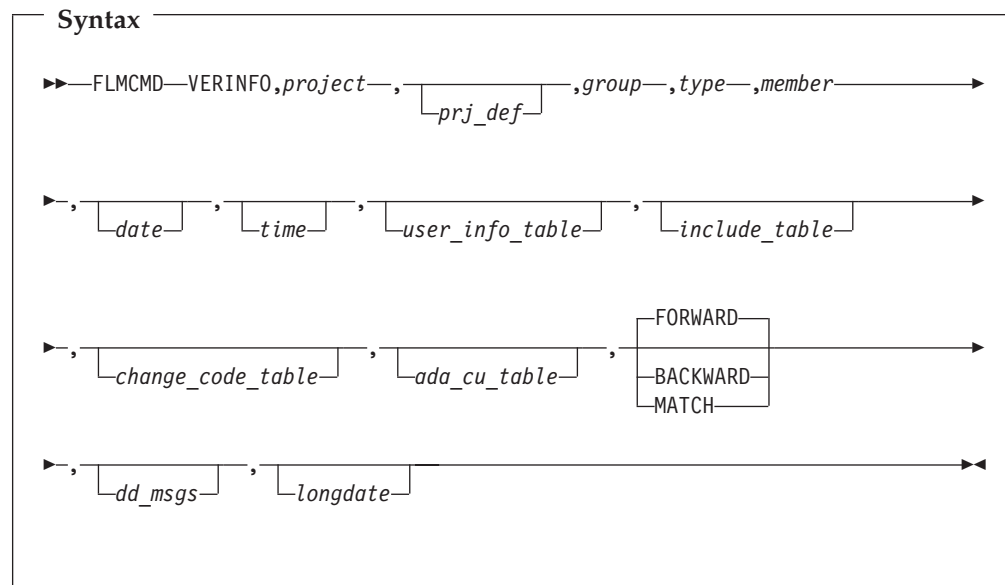 Syntax
FLMCMD VERINFO,project , ,group ,type ,member
prj_def
, , , ,
date time user_info_table include_table
FORWARD
, , ,
change_code_table ada_cu_table BACKWARD
MATCH
, ,
dd_msgs longdate